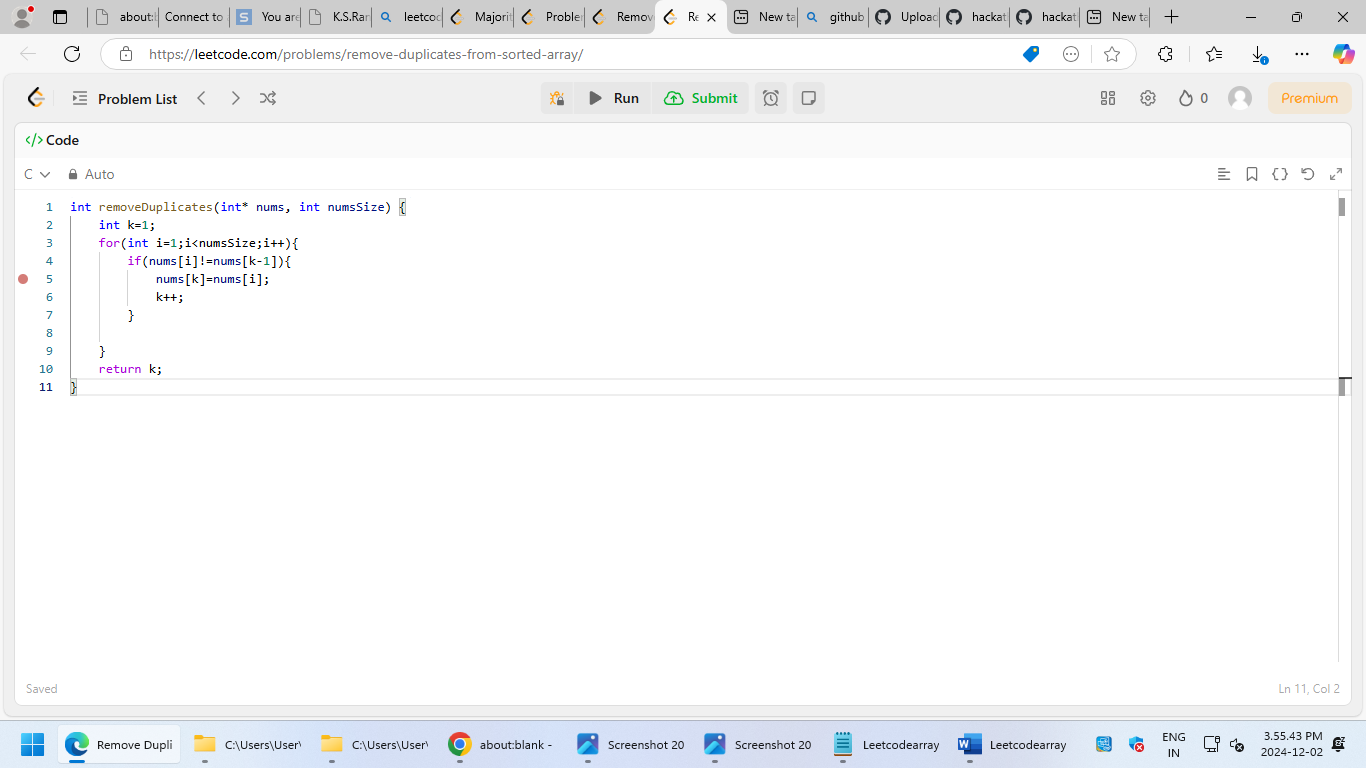 about:b
Connect to
You are
K.S.Ran
leetcod
Majorit
Problem
Remov
Re
New ta
github
Upload
hackat
hackat
New ta
https://leetcode.com/problems/remove-duplicates-from-sorted-array/
Problem List
Run
Submit
0
Premium
</> Code
C
Auto
1 int removeDuplicates(int* nums, int numsSize) {
2 int k=1;
3 for(int i=1;i<numsSize;i++){
4 if(nums[i]!=nums[k-1]){
5 nums[k]=nums[i];
6 k++;
7 }
8
9 }
10 return k;
11 }
Saved
Ln 11, Col 2
Remove Dupli
C:\Users\User\
C:\Users\User\
about:blank -
Screenshot 20
Screenshot 20
Leetcodearray
Leetcodearray
ENG
IN
3.55.43 PM
2024-12-02